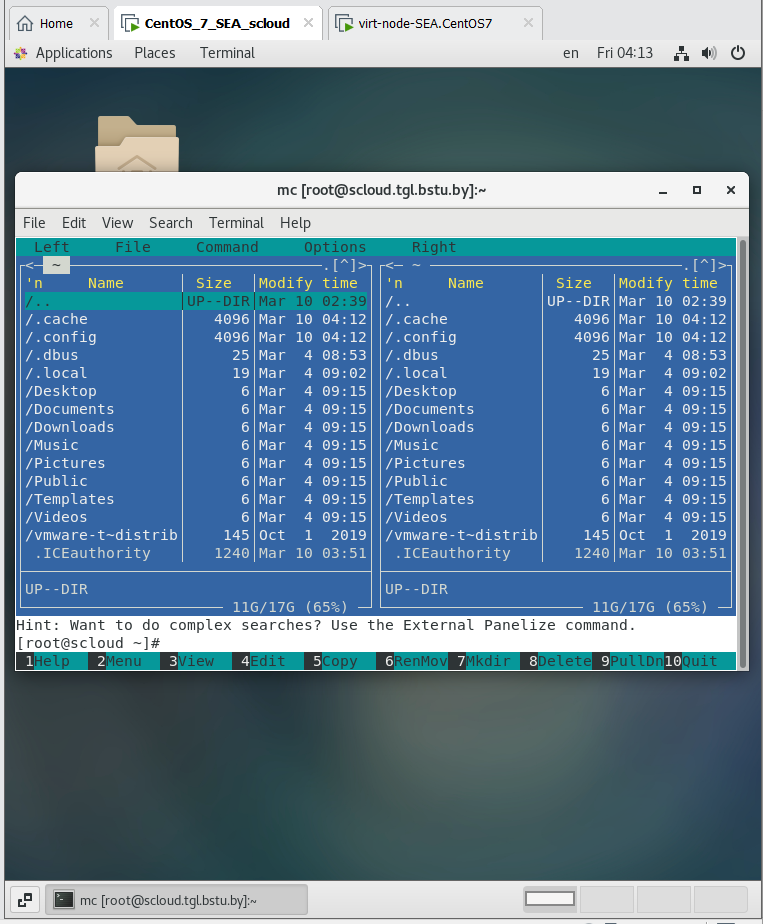 Home CentOS_7_SEA_scloud virt-node-SEA.CentOS7
Applications Places Terminal en Fri 04:13
mc [root@scloud.tgl.bstu.by]:~
File Edit View Search Terminal Help
Left File Command Options Right
<─ ~ .[^]> <─ ~ .[^]>
'n Name Size Modify time 'n Name Size Modify time
/.. UP--DIR Mar 10 02:39 /.. UP--DIR Mar 10 02:39
/.cache 4096 Mar 10 04:12 /.cache 4096 Mar 10 04:12
/.config 4096 Mar 10 04:12 /.config 4096 Mar 10 04:12
/.dbus 25 Mar 4 08:53 /.dbus 25 Mar 4 08:53
/.local 19 Mar 4 09:02 /.local 19 Mar 4 09:02
/Desktop 6 Mar 4 09:15 /Desktop 6 Mar 4 09:15
/Documents 6 Mar 4 09:15 /Documents 6 Mar 4 09:15
/Downloads 6 Mar 4 09:15 /Downloads 6 Mar 4 09:15
/Music 6 Mar 4 09:15 /Music 6 Mar 4 09:15
/Pictures 6 Mar 4 09:15 /Pictures 6 Mar 4 09:15
/Public 6 Mar 4 09:15 /Public 6 Mar 4 09:15
/Templates 6 Mar 4 09:15 /Templates 6 Mar 4 09:15
/Videos 6 Mar 4 09:15 /Videos 6 Mar 4 09:15
/vmware-t~distrib 145 Oct 1 2019 /vmware-t~distrib 145 Oct 1 2019
.ICEauthority 1240 Mar 10 03:51 .ICEauthority 1240 Mar 10 03:51
UP--DIR UP--DIR
11G/17G (65%) 11G/17G (65%)
Hint: Want to do complex searches? Use the External Panelize command.
[root@scloud ~]#
1Help 2Menu 3View 4Edit 5Copy 6RenMov 7Mkdir 8Delete 9PullDn 10Quit
mc [root@scloud.tgl.bstu.by]:~